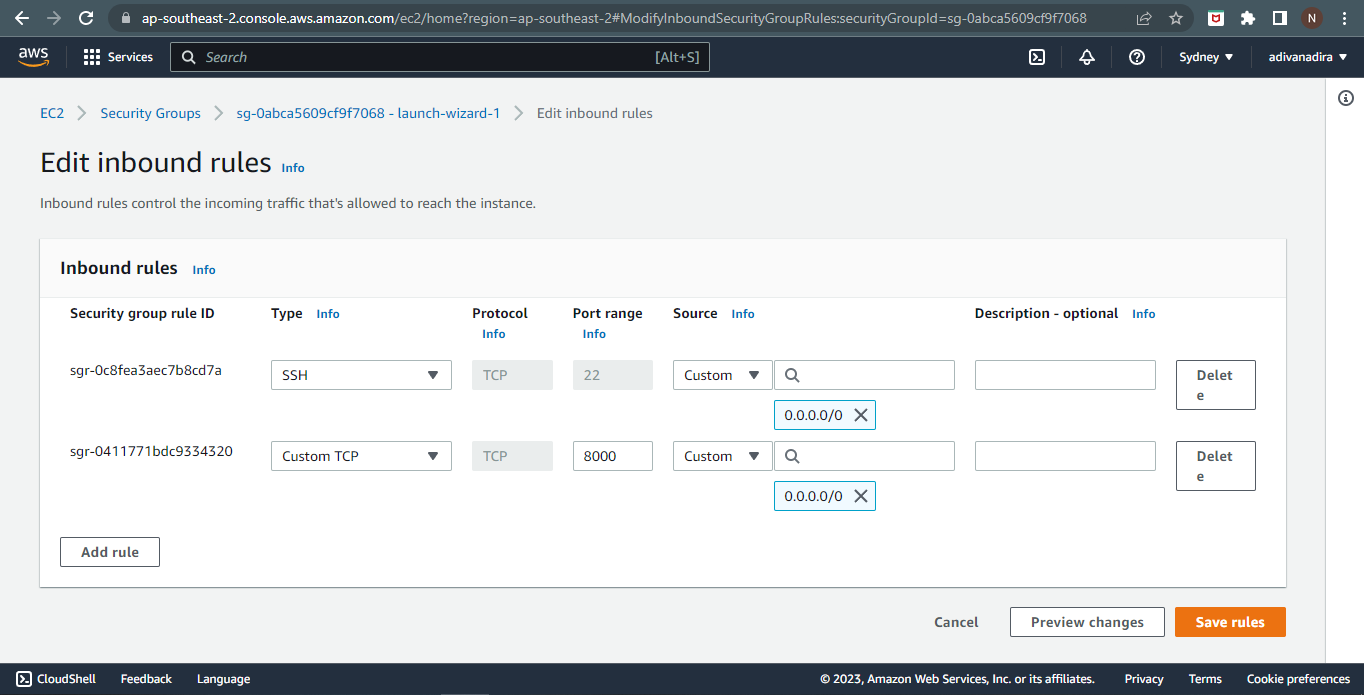 ap-southeast-2.console.aws.amazon.com/ec2/home?region=ap-southeast-2#ModifyInboundSecurityGroupRules:securityGroupId=sg-0abca5609cf9f7068
N
aws Services Search [Alt+S] Sydney adivanadira
EC2 Security Groups sg-0abca5609cf9f7068 - launch-wizard-1 Edit inbound rules
Edit inbound rules Info
Inbound rules control the incoming traffic that's allowed to reach the instance.
Inbound rules Info
Security group rule ID Type Info Protocol Info Port range Info Source Info Description - optional Info
sgr-0c8fea3aec7b8cd7a SSH TCP 22 Custom Delete
0.0.0.0/0
sgr-0411771bdc9334320 Custom TCP TCP 8000 Custom Delete
0.0.0.0/0
Add rule
Cancel Preview changes Save rules
CloudShell Feedback Language © 2023, Amazon Web Services, Inc. or its affiliates. Privacy Terms Cookie preferences